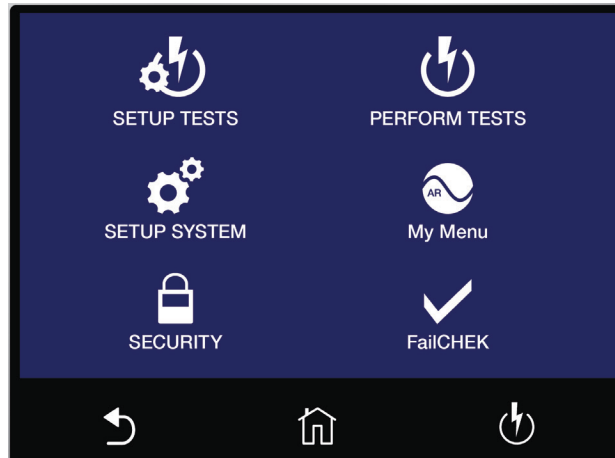 SETUP TESTS
PERFORM TESTS
SETUP SYSTEM
AR
My Menu
SECURITY
FailCHEK